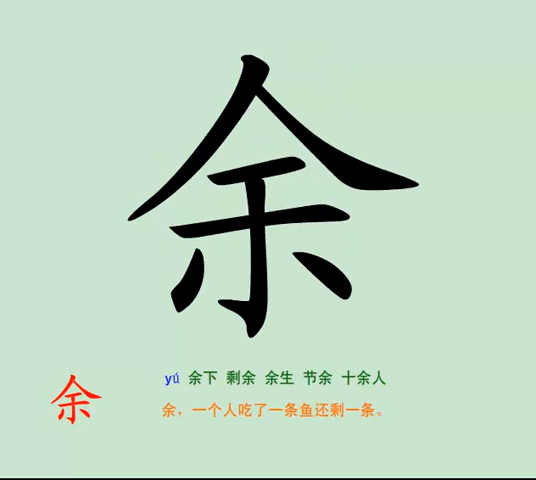 余
余
yú 余下 剩余 余生 节余 十余人
余，一个人吃了一条鱼还剩一条。